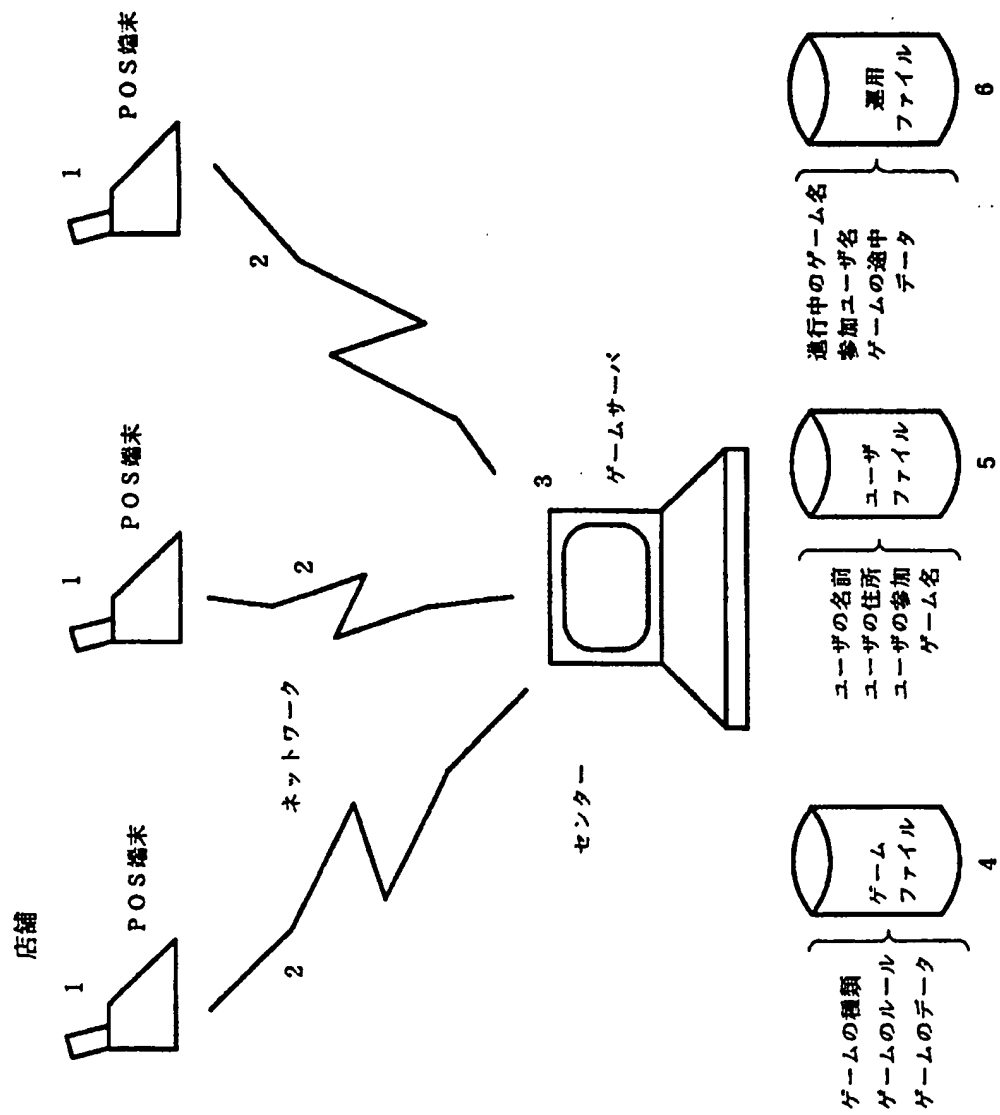 店舗
1
POS端末
1
POS端末
1
POS端末
2
ネットワーク
2
2
センター
3
ゲームサーバ
ゲームの種類
ゲームのルール
ゲームのデータ
ゲーム
ファイル
4
ユーザの名前
ユーザの住所
ユーザの参加
ゲーム名
ユーザ
ファイル
5
進行中のゲーム名
参加ユーザ名
ゲームの途中
データ
運用
ファイル
6